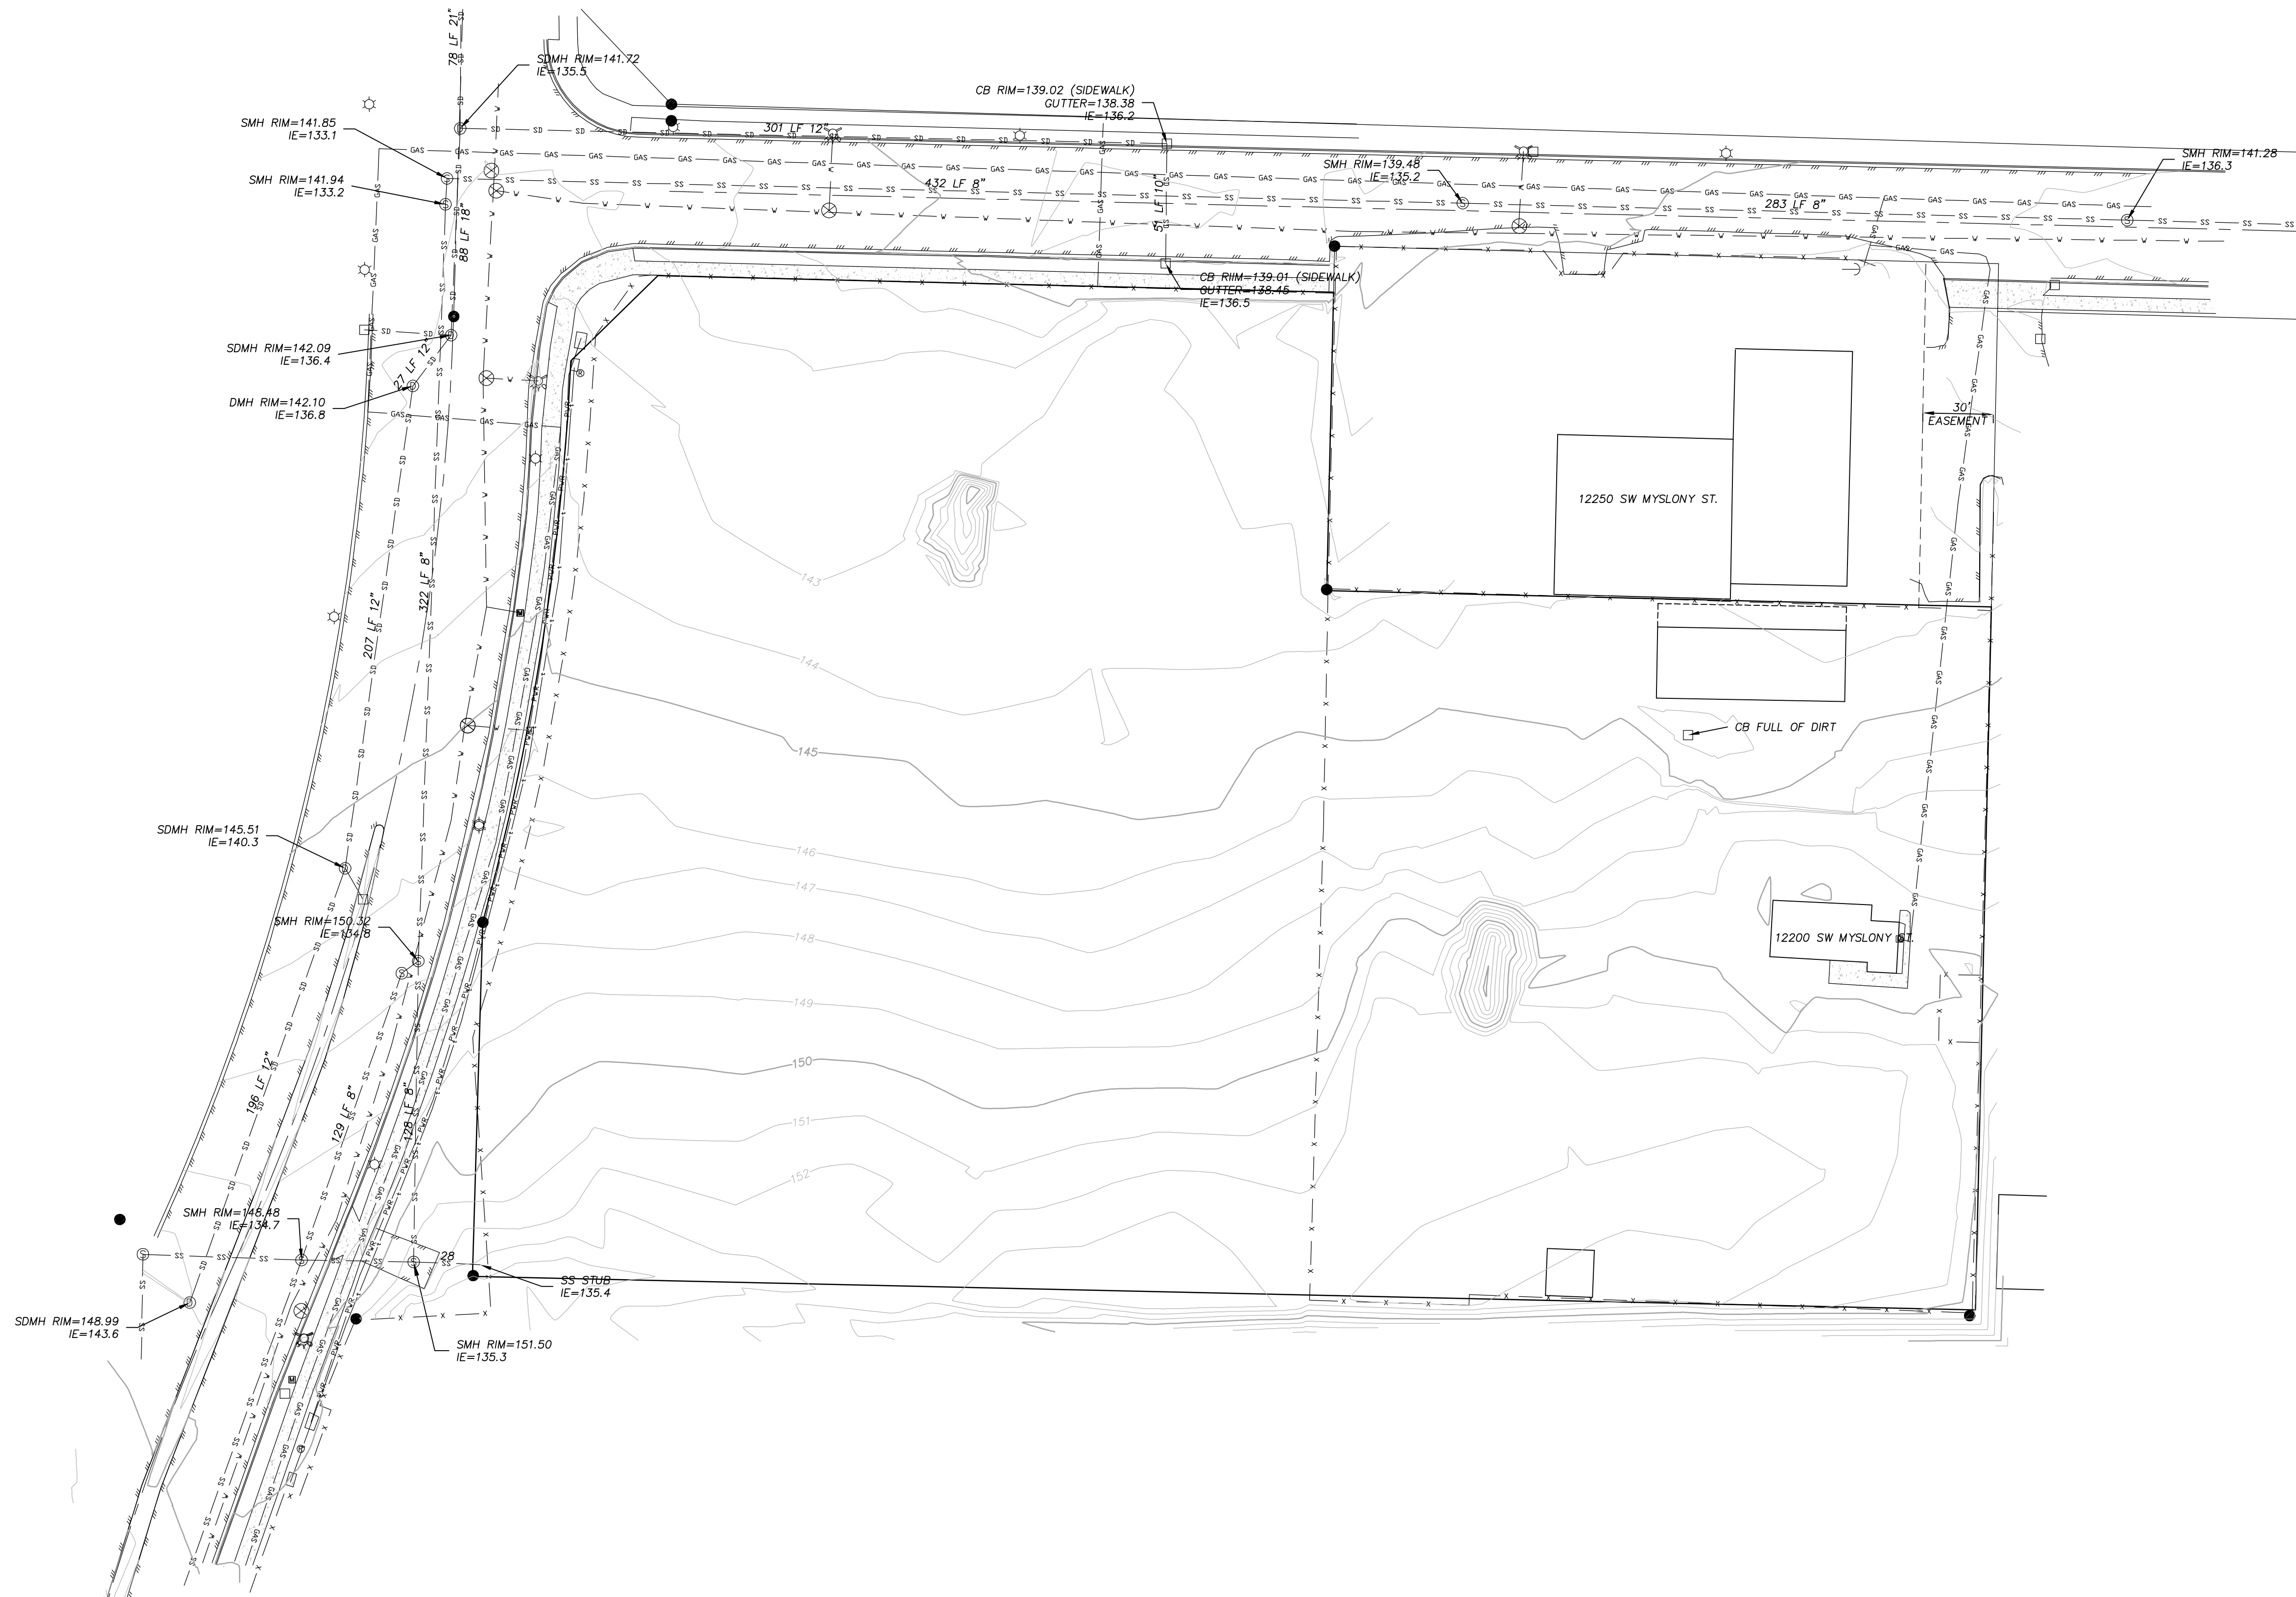 78 LF 21"
SDMH RIM=141.72
IE=135.5
CB RIM=139.02 (SIDEWALK)
GUTTER=138.38
IE=136.2
SMH RIM=141.85
IE=133.1
301 LF 12"
SMH RIM=139.48
IE=135.2
SMH RIM=141.28
IE=136.3
SMH RIM=141.94
IE=133.2
432 LF 8"
51 LF 10"
283 LF 8"
88 LF 18"
CB RIIM=139.01 (SIDEWALK)
GUTTER=138.45
IE=136.5
SDMH RIM=142.09
IE=136.4
27 LF 12"
DMH RIM=142.10
IE=136.8
30'
EASEMENT
12250 SW MYSLONY ST.
143
322 LF 8"
207 LF 12"
144
145
CB FULL OF DIRT
SDMH RIM=145.51
IE=140.3
146
147
SMH RIM=150.32
IE=134.8
148
12200 SW MYSLONY ST.
149
150
196 LF 12"
129 LF 8"
128 LF 8"
151
152
SMH RIM=148.48
IE=134.7
28
SS STUB
IE=135.4
SDMH RIM=148.99
IE=143.6
SMH RIM=151.50
IE=135.3